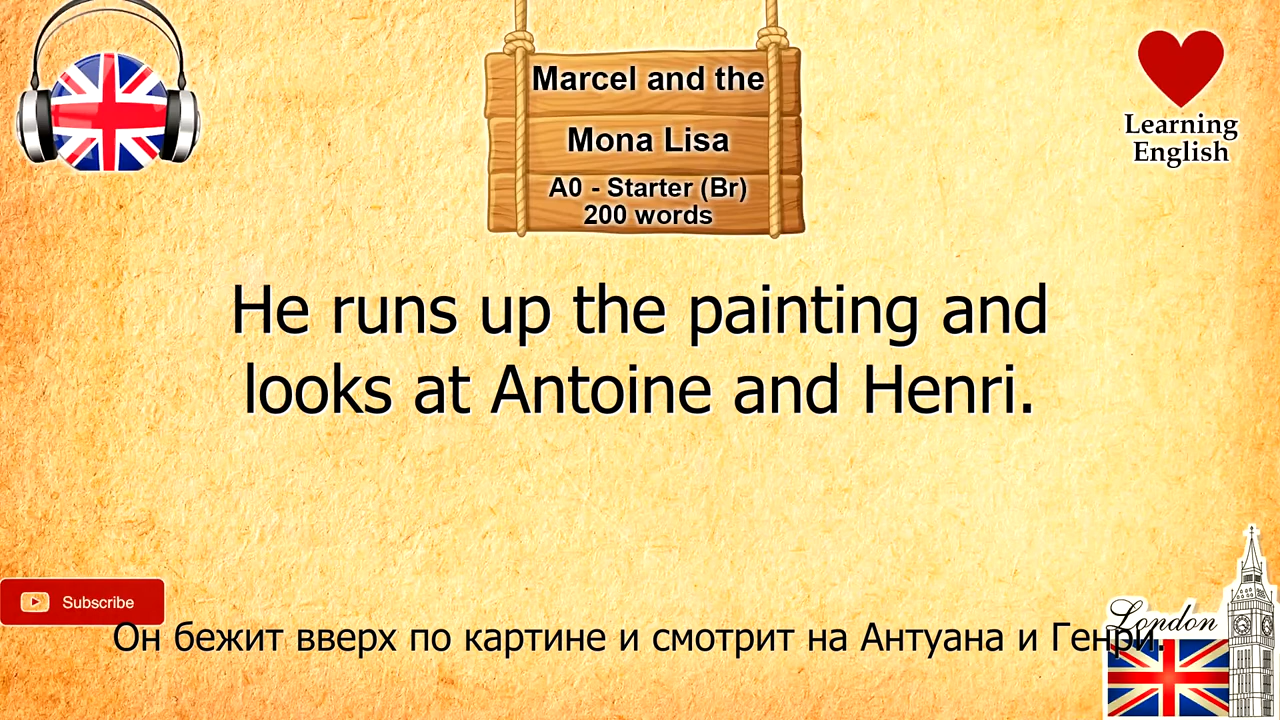 Marcel and the
Mona Lisa
A0 - Starter (Br)
200 words
Learning
English
He runs up the painting and
looks at Antoine and Henri.
Subscribe
London
Он бежит вверх по картине и смотрит на Антуана и Генри.